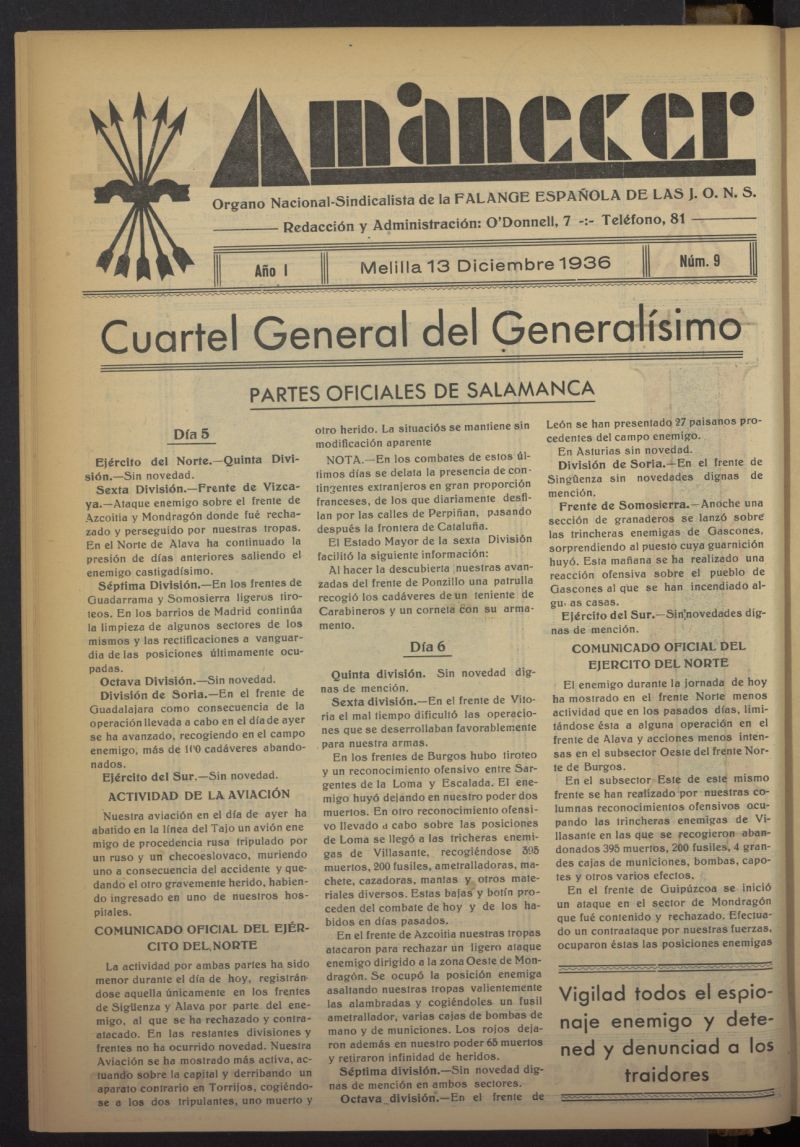 Amanecer
Organo Nacional-Sindicalista de la FALANGE ESPAÑOLA DE LAS J. O. N. S.
Redacción y Administración: O'Donnell, 7 -:- Teléfono, 81
Año I
Melilla 13 Diciembre 1936
Núm. 9
Cuartel General del Generalísimo
PARTES OFICIALES DE SALAMANCA
Día 5
Ejército del Norte.—Quinta Divi-
sión.—Sin novedad.
Sexta División.—Frente de Vizca-
ya.—Ataque enemigo sobre el frente de
Azcoitia y Mondragón donde fué recha-
zado y perseguido por nuestras tropas.
En el Norte de Alava ha continuado la
presión de días anteriores saliendo el
enemigo castigadísimo.
Séptima División.—En los frentes de
Guadarrama y Somosierra ligeros tiro-
teos. En los barrios de Madrid continúa
la limpieza de algunos sectores de los
mismos y las rectificaciones a vanguar-
dia de las posiciones últimamente ocu-
padas.
Octava División.—Sin novedad.
División de Soria.—En el frente de
Guadalajara como consecuencia de la
operación llevada a cabo en el día de ayer
se ha avanzado, recogiendo en el campo
enemigo, más de 100 cadáveres abando-
nados.
Ejército del Sur.—Sin novedad.
ACTIVIDAD DE LA AVIACIÓN
Nuestra aviación en el día de ayer ha
abatido en la línea del Tajo un avión ene
migo de procedencia rusa tripulado por
un ruso y un checoeslovaco, muriendo
uno a consecuencia del accidente y que-
dando el otro gravemente herido, habien-
do ingresado en uno de nuestros hos-
pitales.
COMUNICADO OFICIAL DEL EJÉR-
CITO DEL NORTE
La actividad por ambas partes ha sido
menor durante el día de hoy, registrán-
dose aquella únicamente en los frentes
de Sigüenza y Alava por parte del ene-
migo, al que se ha rechazado y contra-
atacado. En las restantes divisiones y
frentes no ha ocurrido novedad. Nuestra
Aviación se ha mostrado más activa, ac-
tuando sobre la capital y derribando un
aparato contrario en Torrijos, cogiéndo-
se a los dos tripulantes, uno muerto y
otro herido. La situaciós se mantiene sin
modificación aparente
NOTA.—En los combates de estos úl-
timos días se delata la presencia de con-
tingentes extranjeros en gran proporción
franceses, de los que diariamente desfi-
lan por las calles de Perpiñan, pasando
después la frontera de Cataluña.
El Estado Mayor de la sexta División
facilitó la siguiente información:
Al hacer la descubierta nuestras avan-
zadas del frente de Ponzillo una patrulla
recogió los cadáveres de un teniente de
Carabineros y un corneta con su arma-
mento.
Día 6
Quinta división. Sin novedad dig-
nas de mención.
Sexta división.—En el frente de Vito-
ria el mal tiempo dificultó las operacio-
nes que se desarrollaban favorablemente
para nuestra armas.
En los frentes de Burgos hubo tiroteo
y un reconocimiento ofensivo entre Sar-
gentes de la Loma y Escalada. El ene-
migo huyó dejando en nuestro poder dos
muertos. En otro reconocimiento ofensi-
vo llevado a cabo sobre las posiciones
de Loma se llegó a las tricheras enemi-
gas de Villasante, recogiéndose 395
muertos, 200 fusiles, ametralladoras, ma-
chete, cazadoras, mantas y otros mate-
riales diversos. Estas bajas y botín pro-
ceden del combate de hoy y de los ha-
bidos en días pasados.
En el frente de Azcoitia nuestras tropas
atacaron para rechazar un ligero ataque
enemigo dirigido a la zona Oeste de Mon-
dragón. Se ocupó la posición enemiga
asaltando nuestras tropas valientemente
las alambradas y cogiéndoles un fusil
ametrallador, varias cajas de bombas de
mano y de municiones. Los rojos deja-
ron además en nuestro poder 65 muertos
y retiraron infinidad de heridos.
Séptima división.—Sin novedad dig-
nas de mención en ambos sectores.
Octava división.—En el frente de
León se han presentado 27 paisanos pro-
cedentes del campo enemigo.
En Asturias sin novedad.
División de Soria.—En el frente de
Singüenza sin novedades dignas de
mención.
Frente de Somosierra.—Anoche una
sección de granaderos se lanzó sobre
las trincheras enemigas de Gascones,
sorprendiendo al puesto cuya guarnición
huyó. Esta mañana se ha realizado una
reacción ofensiva sobre el pueblo de
Gascones al que se han incendiado al-
gu as casas.
Ejército del Sur.—Sin novedades dig-
nas de mención.
COMUNICADO OFICIAL DEL
EJERCITO DEL NORTE
El enemigo durante la jornada de hoy
ha mostrado en el frente Norte menos
actividad que en los pasados días, limi-
tándose ésta a alguna operación en el
frente de Alava y acciones menos inten-
sas en el subsector Oeste del frente Nor-
te de Burgos.
En el subsector Este de este mismo
frente se han realizado por nuestras co-
lumnas reconocimientos ofensivos ocu-
pando las trincheras enemigas de Vi-
llasante en las que se recogieron aban-
donados 395 muertos, 200 fusiles, 4 gran-
des cajas de municiones, bombas, capo-
tes y otros varios efectos.
En el frente de Guipúzcoa se inició
un ataque en el sector de Mondragón
que fué contenido y rechazado. Efectua-
do un contraataque por nuestras fuerzas,
ocuparon éstas las posiciones enemigas
Vigilad todos el espio-
naje enemigo y dete-
ned y denunciad a los
traidores